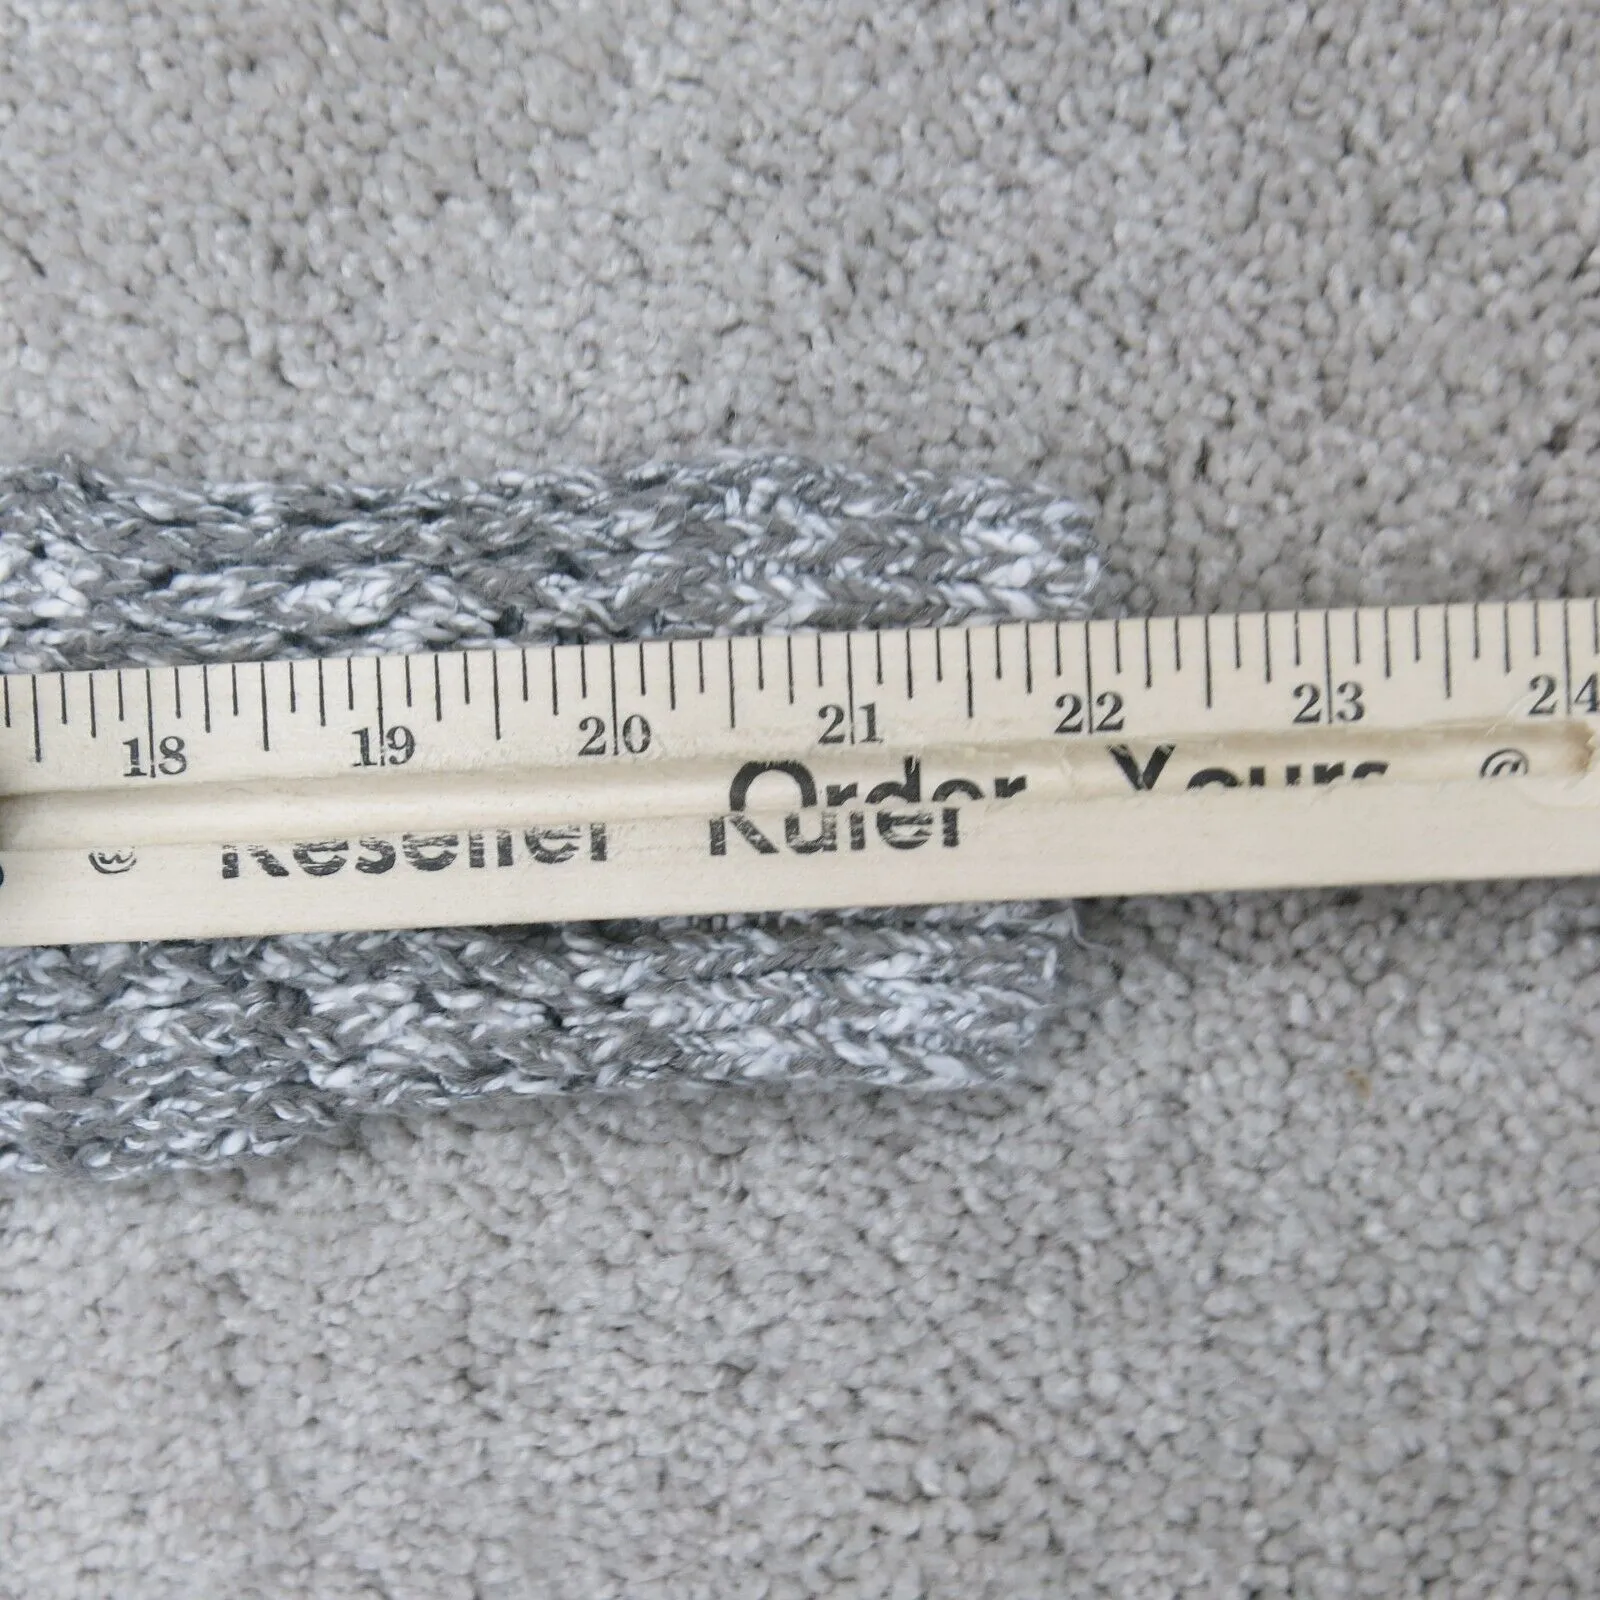 18 19 20 21 22 23 24
Order Yours ®
® Reseller Ruler